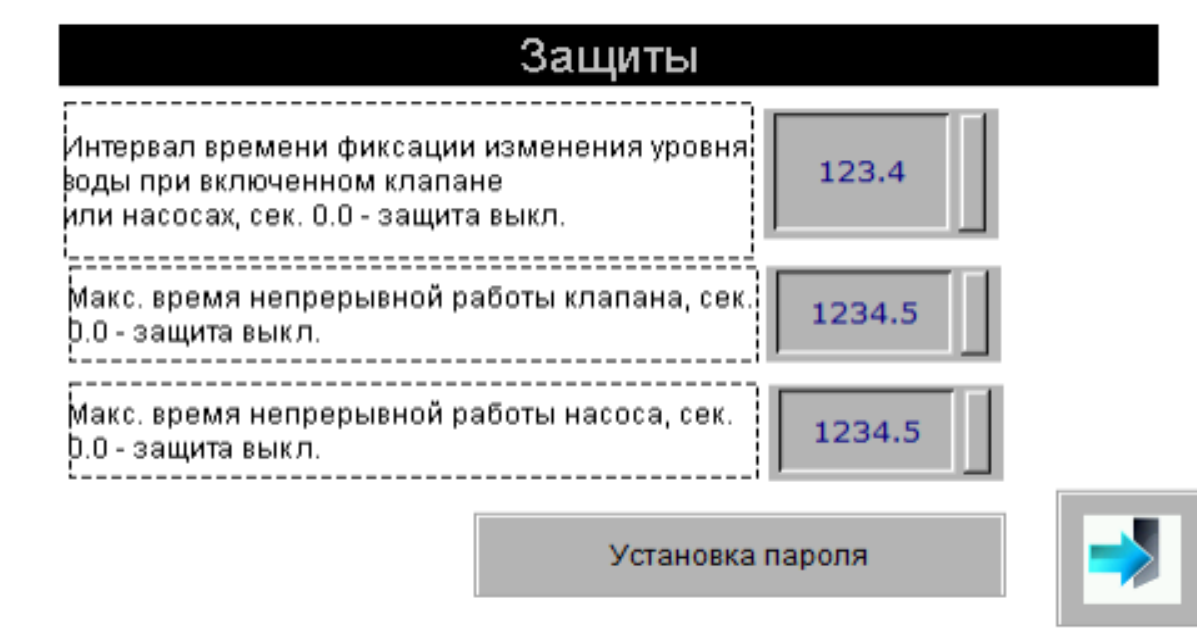 Защиты
Интервал времени фиксации изменения уровня
воды при включенном клапане
или насосах, сек. 0.0 - защита выкл.
123.4
Макс. время непрерывной работы клапана, сек.
0.0 - защита выкл.
1234.5
Макс. время непрерывной работы насоса, сек.
0.0 - защита выкл.
1234.5
Установка пароля